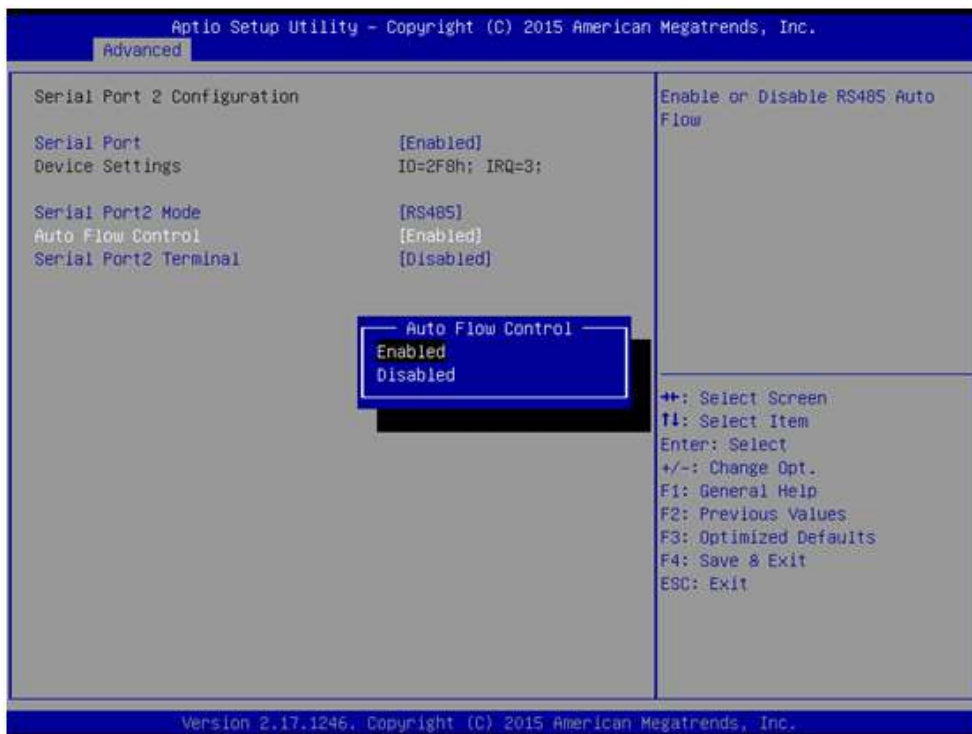 Aptio Setup Utility – Copyright (C) 2015 American Megatrends, Inc.
Advanced
Serial Port 2 Configuration
Serial Port [Enabled]
Device Settings IO=2F8h; IRQ=3;
Serial Port2 Mode [RS485]
Auto Flow Control [Enabled]
Serial Port2 Terminal [Disabled]
Auto Flow Control
Enabled
Disabled
Enable or Disable RS485 Auto
Flow
→←: Select Screen
↑↓: Select Item
Enter: Select
+/-: Change Opt.
F1: General Help
F2: Previous Values
F3: Optimized Defaults
F4: Save & Exit
ESC: Exit
Version 2.17.1246. Copyright (C) 2015 American Megatrends, Inc.